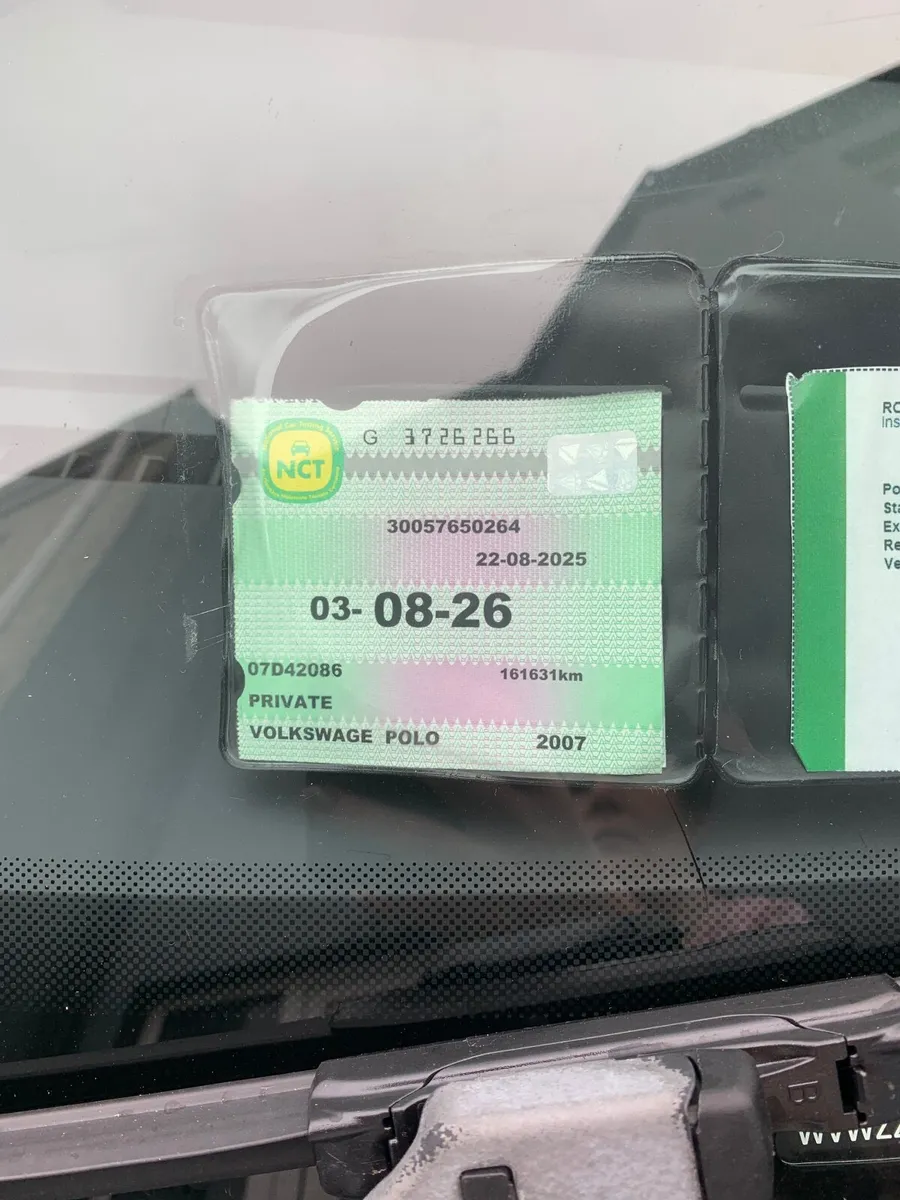 NCT
G 3726266
30057650264
22-08-2025
03-08-26
07D42086
161631km
PRIVATE
VOLKSWAGE POLO
2007